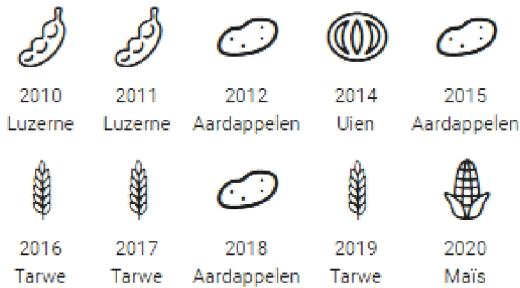 2010 2011 2012 2014 2015
Luzerne Luzerne Aardappelen Uien Aardappelen
2016 2017 2018 2019 2020
Tarwe Tarwe Aardappelen Tarwe Maïs